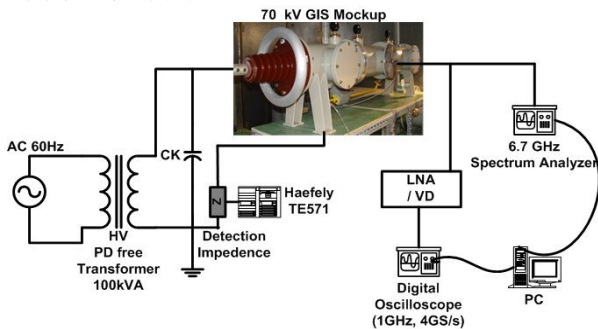 70 kV GIS Mockup
AC 60Hz
CK
HV
PD free
Transformer
100kVA
Z
Detection
Impedence
Haefely
TE571
LNA
/ VD
Digital
Oscilloscope
(1GHz, 4GS/s)
6.7 GHz
Spectrum Analyzer
PC